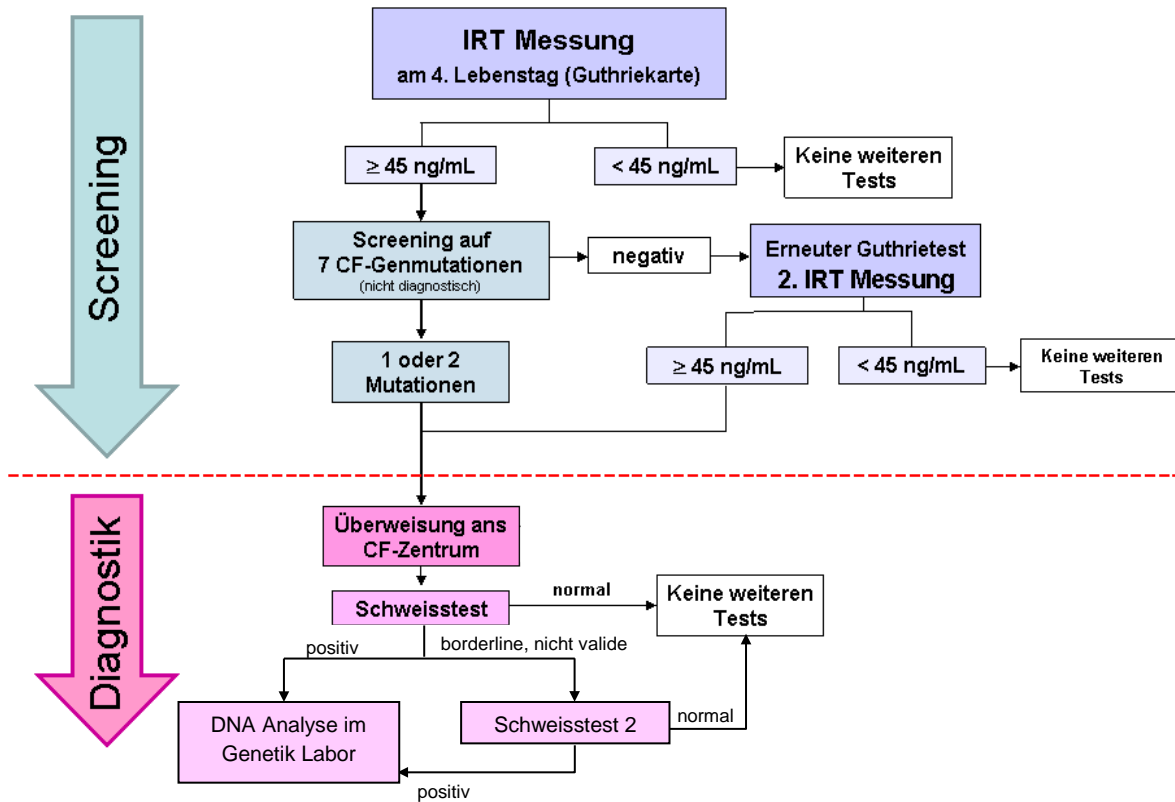 Screening
IRT Messung
am 4. Lebenstag (Guthriekarte)
≥ 45 ng/mL
< 45 ng/mL
Keine weiteren
Tests
Screening auf
7 CF-Genmutationen
(nicht diagnostisch)
negativ
Erneuter Guthrietest
2. IRT Messung
1 oder 2
Mutationen
≥ 45 ng/mL
< 45 ng/mL
Keine weiteren
Tests
Diagnostik
Überweisung ans
CF-Zentrum
Schweisstest
normal
Keine weiteren
Tests
positiv
borderline, nicht valide
DNA Analyse im
Genetik Labor
Schweisstest 2
normal
positiv